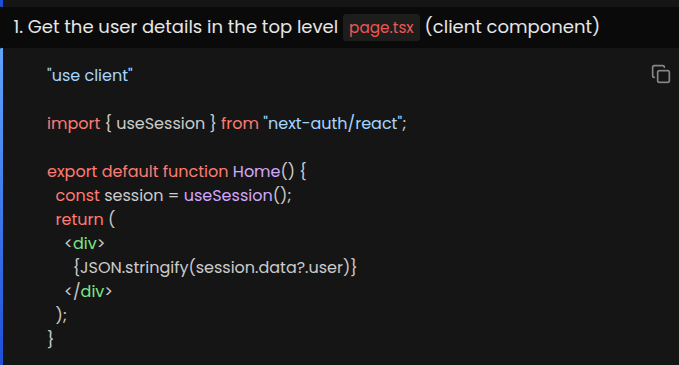 1. Get the user details in the top level page.tsx (client component)
"use client"
import { useSession } from "next-auth/react";
export default function Home() {
const session = useSession();
return (
<div>
{JSON.stringify(session.data?.user)}
</div>
);
}